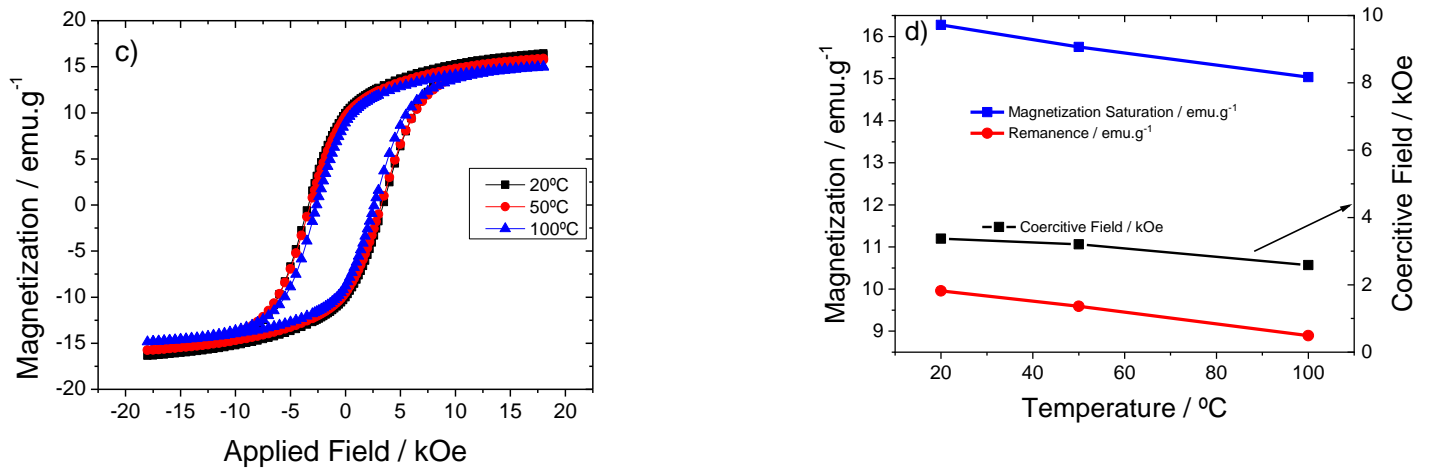 c)
20
15
10
5
0
-5
-10
-15
-20
Magnetization / emu.g-1
20ºC
50ºC
100ºC
-20 -15 -10 -5 0 5 10 15 20
Applied Field / kOe
d)
16
15
14
13
12
11
10
9
Magnetization / emu.g-1
Magnetization Saturation / emu.g-1
Remanence / emu.g-1
Coercitive Field / kOe
10
8
6
4
2
0
Coercitive Field / kOe
20 40 60 80 100
Temperature / ºC